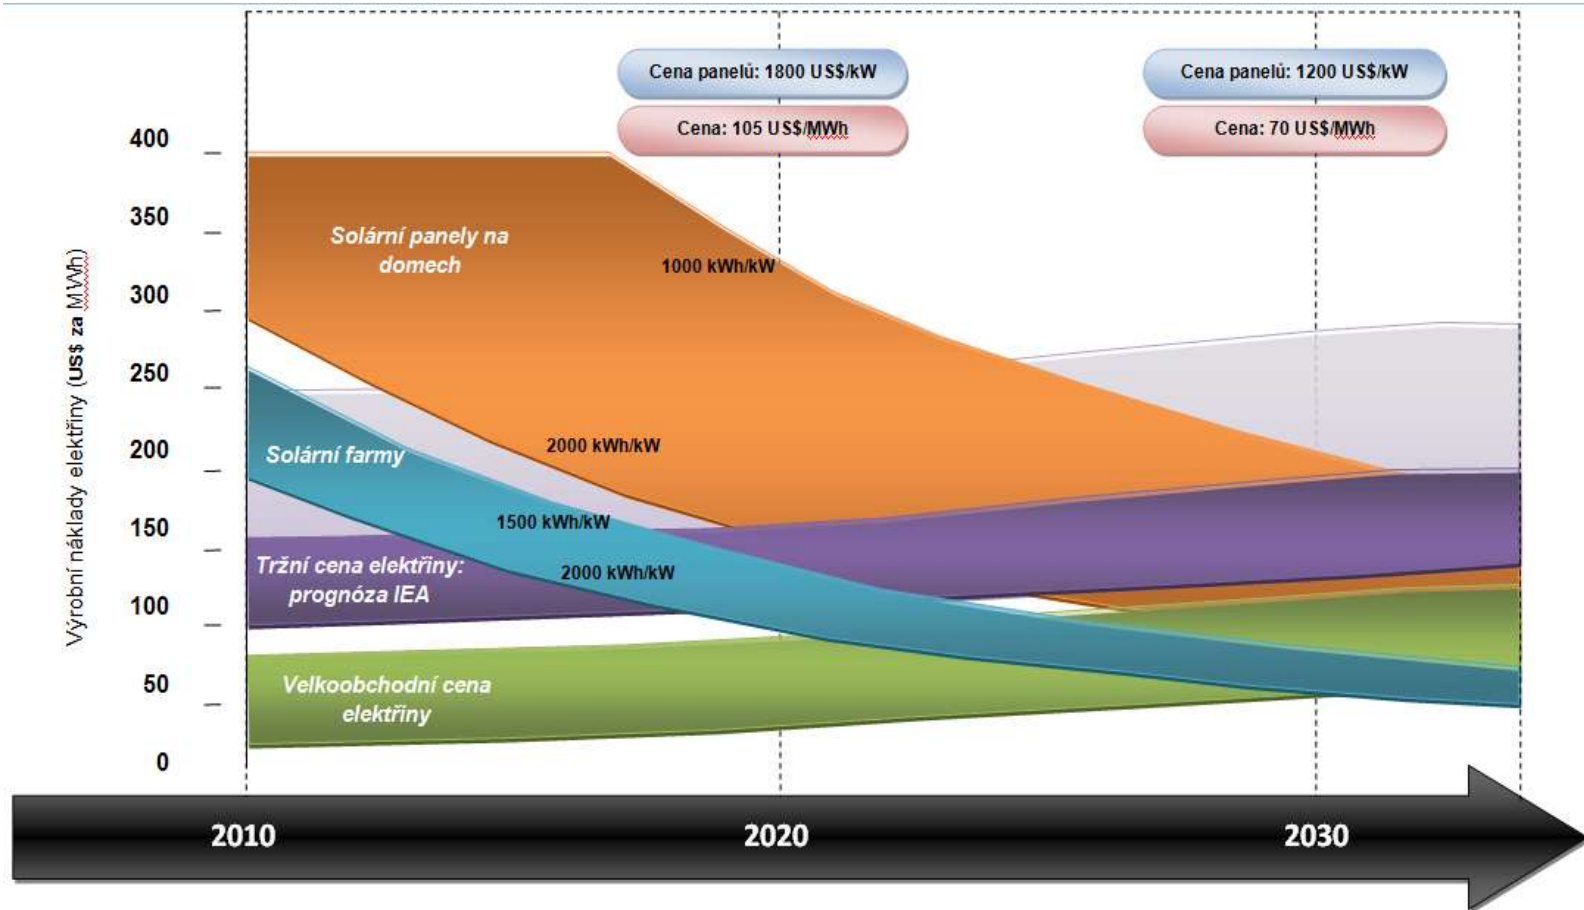 Cena panelů: 1800 US$/kW
Cena panelů: 1200 US$/kW
Cena: 105 US$/MWh
Cena: 70 US$/MWh
Výrobní náklady elektřiny (US$ za MWh)
400
350
300
250
200
150
100
50
0
Solární panely na
domech
1000 kWh/kW
2000 kWh/kW
Solární farmy
1500 kWh/kW
2000 kWh/kW
Tržní cena elektřiny:
prognóza IEA
Velkoobchodní cena
elektřiny
2010
2020
2030